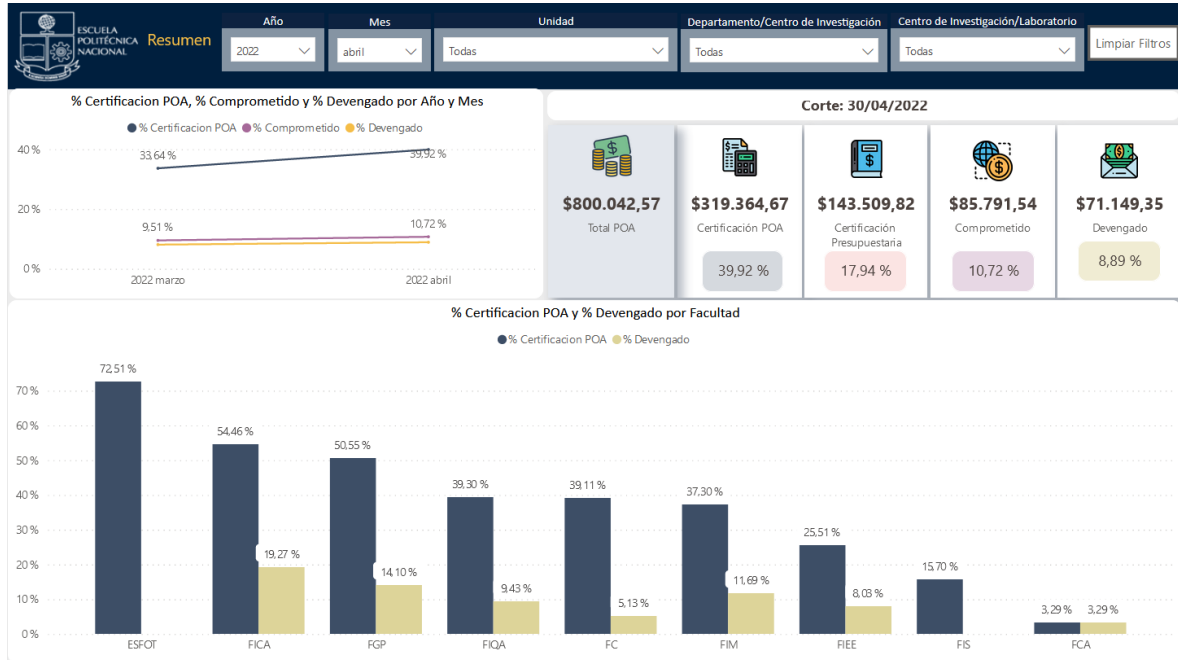 ESCUELA
POLITÉCNICA
NACIONAL
Resumen
Año
2022
Mes
abril
Unidad
Todas
Departamento/Centro de Investigación
Todas
Centro de Investigación/Laboratorio
Todas
Limpiar Filtros
% Certificacion POA, % Comprometido y % Devengado por Año y Mes
% Certificacion POA % Comprometido % Devengado
40 %
20 %
0 %
33,64 %
39,92 %
9,51 %
10,72 %
2022 marzo
2022 abril
Corte: 30/04/2022
$800.042,57
Total POA
$319.364,67
Certificación POA
39,92 %
$143.509,82
Certificación
Presupuestaria
17,94 %
$85.791,54
Comprometido
10,72 %
$71.149,35
Devengado
8,89 %
% Certificacion POA y % Devengado por Facultad
% Certificacion POA % Devengado
70 %
60 %
50 %
40 %
30 %
20 %
10 %
0 %
72,51 %
54,46 %
19,27 %
50,55 %
14,10 %
39,30 %
9,43 %
39,11 %
5,13 %
37,30 %
11,69 %
25,51 %
8,03 %
15,70 %
3,29 %
3,29 %
ESFOT
FICA
FGP
FIQA
FC
FIM
FIEE
FIS
FCA